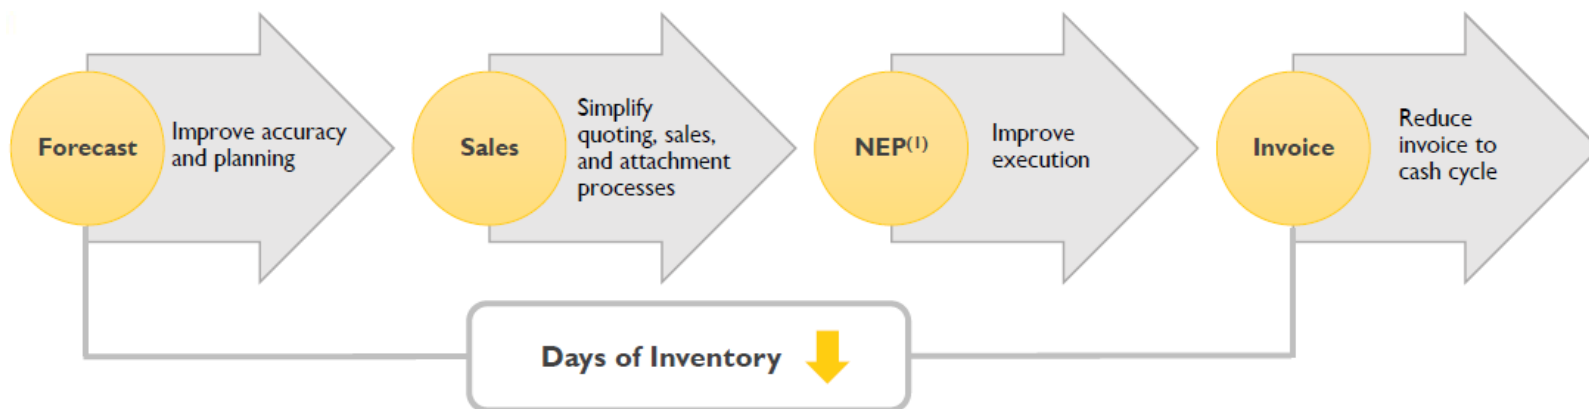 Forecast
Improve accuracy
and planning
Sales
Simplify
quoting, sales,
and attachment
processes
NEP(1)
Improve
execution
Invoice
Reduce
invoice to
cash cycle
Days of Inventory